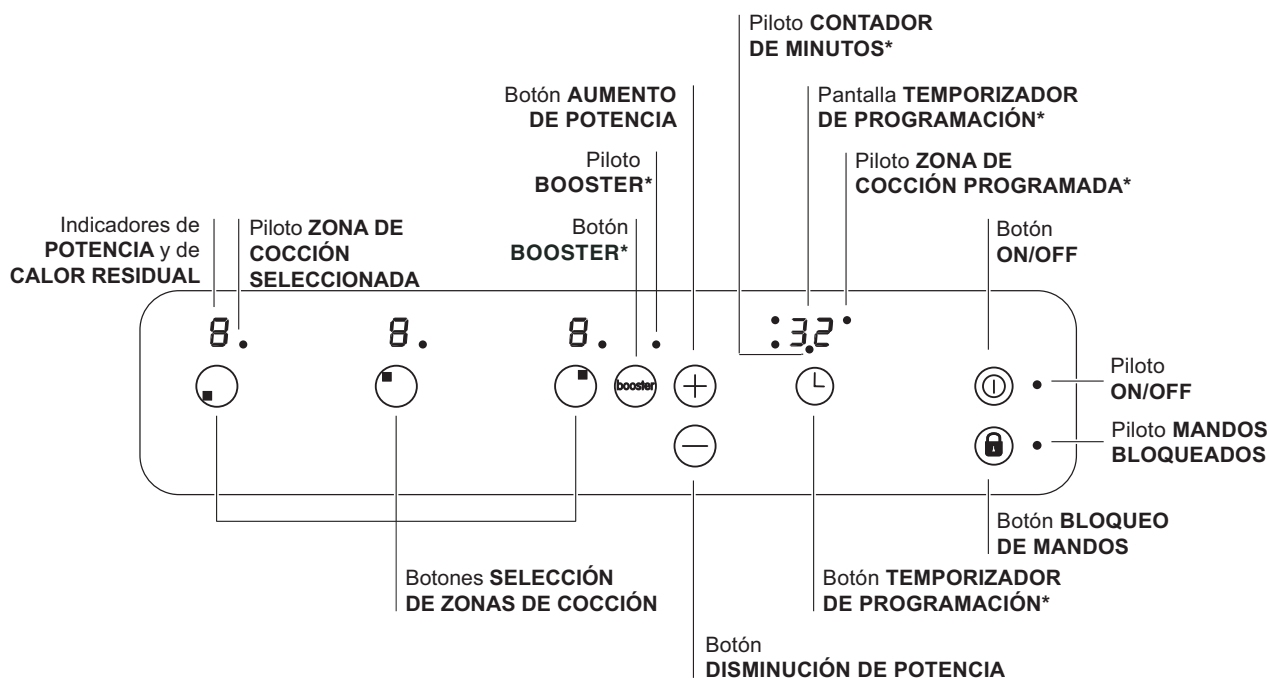 Piloto CONTADOR
DE MINUTOS*
Botón AUMENTO
DE POTENCIA
Pantalla TEMPORIZADOR
DE PROGRAMACIÓN*
Piloto
BOOSTER*
Piloto ZONA DE
COCCIÓN PROGRAMADA*
Indicadores de
POTENCIA y de
CALOR RESIDUAL
Piloto ZONA DE
COCCIÓN
SELECCIONADA
Botón
BOOSTER*
Botón
ON/OFF
8.
8.
8.
32
booster
Piloto
ON/OFF
Piloto MANDOS
BLOQUEADOS
Botón BLOQUEO
DE MANDOS
Botones SELECCIÓN
DE ZONAS DE COCCIÓN
Botón TEMPORIZADOR
DE PROGRAMACIÓN*
Botón
DISMINUCIÓN DE POTENCIA